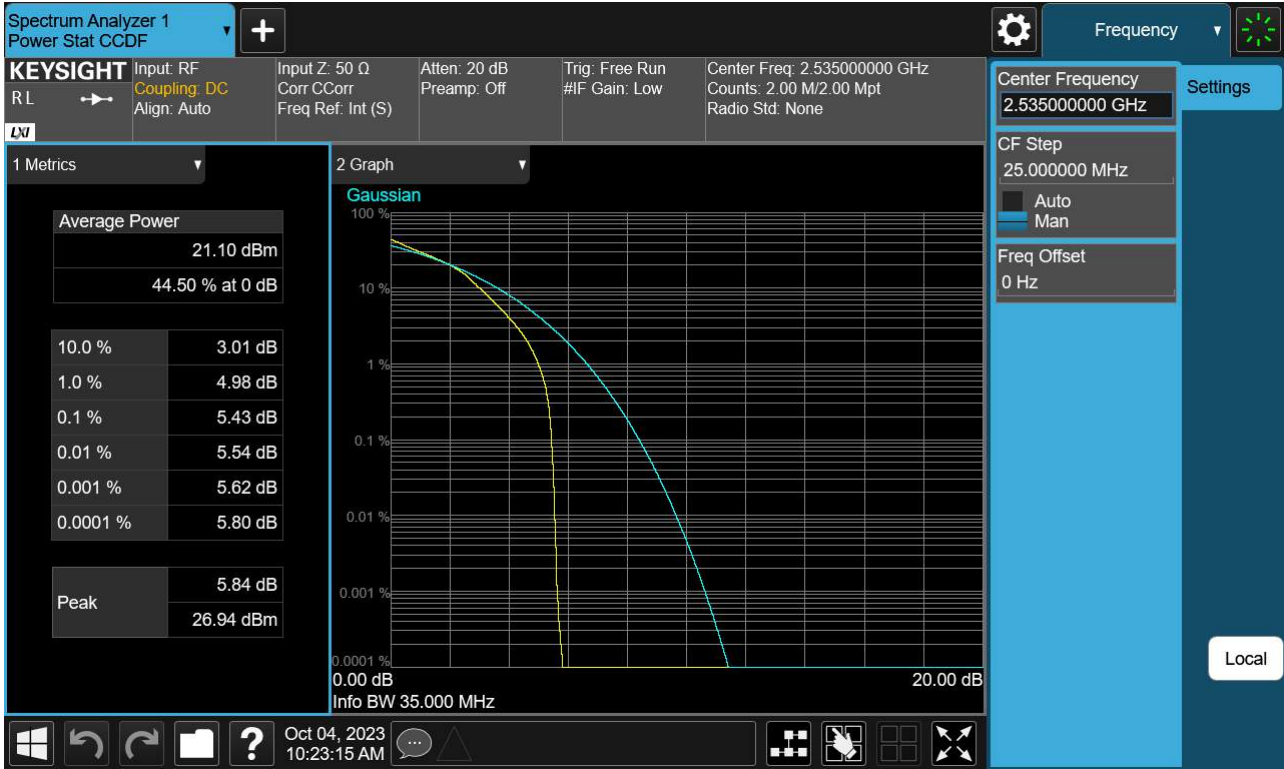 Spectrum Analyzer 1
Power Stat CCDF
+
Frequency
KEYSIGHT
R L
LXI
Input: RF
Coupling: DC
Align: Auto
Input Z: 50 Ω
Corr CCorr
Freq Ref: Int (S)
Atten: 20 dB
Preamp: Off
Trig: Free Run
#IF Gain: Low
Center Freq: 2.535000000 GHz
Counts: 2.00 M/2.00 Mpt
Radio Std: None
Center Frequency
2.535000000 GHz
Settings
CF Step
25.000000 MHz
Auto
Man
Freq Offset
0 Hz
1 Metrics
Average Power
21.10 dBm
44.50 % at 0 dB
10.0 % 3.01 dB
1.0 % 4.98 dB
0.1 % 5.43 dB
0.01 % 5.54 dB
0.001 % 5.62 dB
0.0001 % 5.80 dB
Peak
5.84 dB
26.94 dBm
2 Graph
Gaussian
100 %
10 %
1 %
0.1 %
0.01 %
0.001 %
0.0001 %
0.00 dB 20.00 dB
Info BW 35.000 MHz
Local
?
Oct 04, 2023
10:23:15 AM